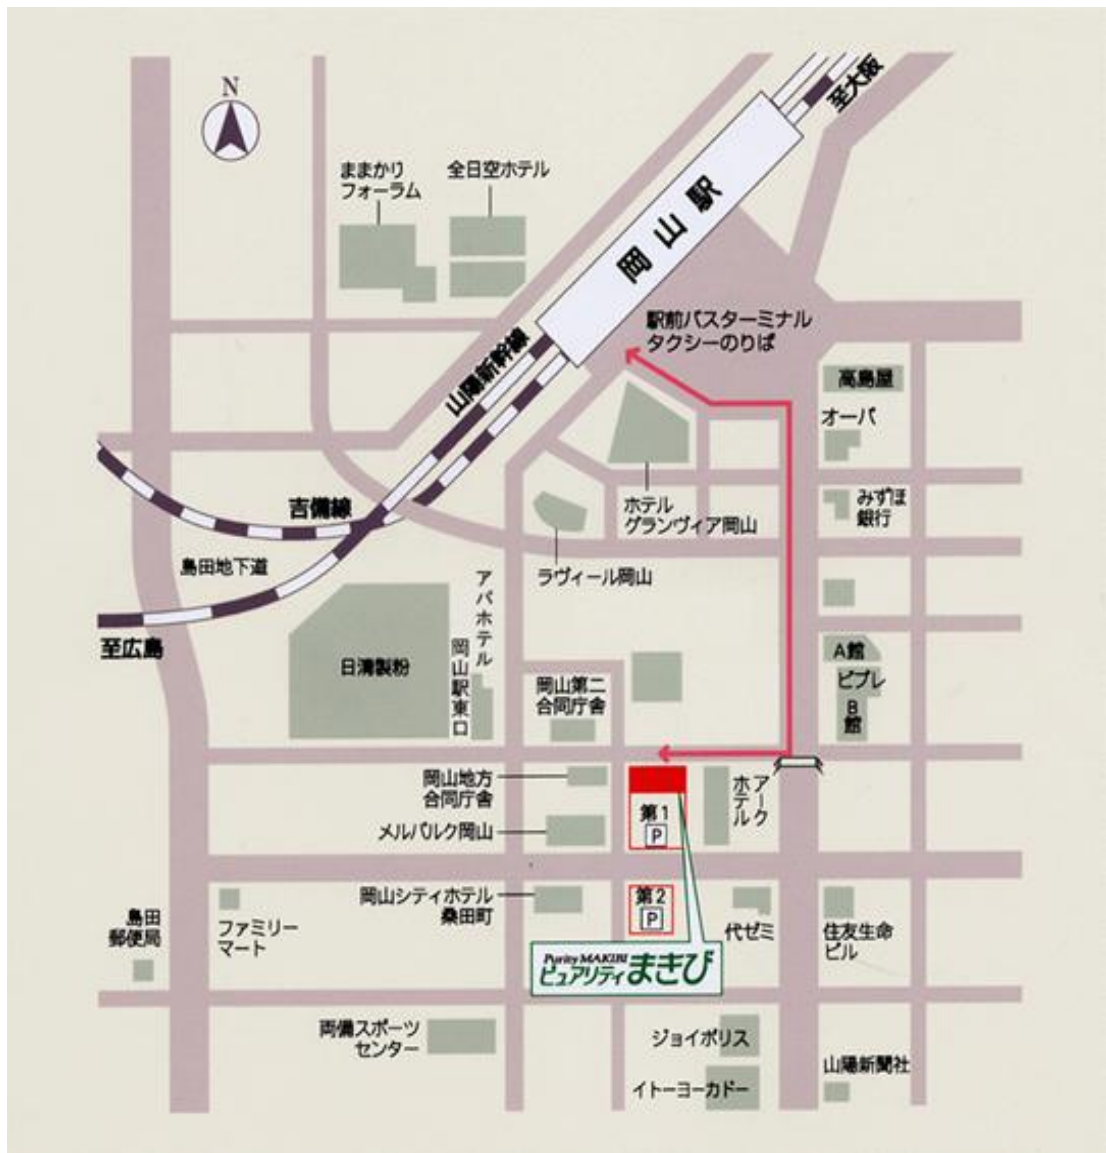 N
至大阪
ままかり
フォーラム
全日空ホテル
岡山駅
駅前バスターミナル
タクシーのりば
山陽新幹線
高島屋
オーパ
ホテル
グランヴィア岡山
みずほ
銀行
吉備線
島田地下道
ラヴィール岡山
至広島
日清製粉
アパホテル
岡山駅東口
岡山第二
合同庁舎
A館
ビブレ
B館
岡山地方
合同庁舎
第1
P
アーク
ホテル
メルパルク岡山
岡山シティホテル
桑田町
第2
P
島田
郵便局
ファミリー
マート
代ゼミ
住友生命
ビル
Purity MAKIBI
ピュアリティまきび
両備スポーツ
センター
ジョイポリス
イトーヨーカドー
山陽新聞社